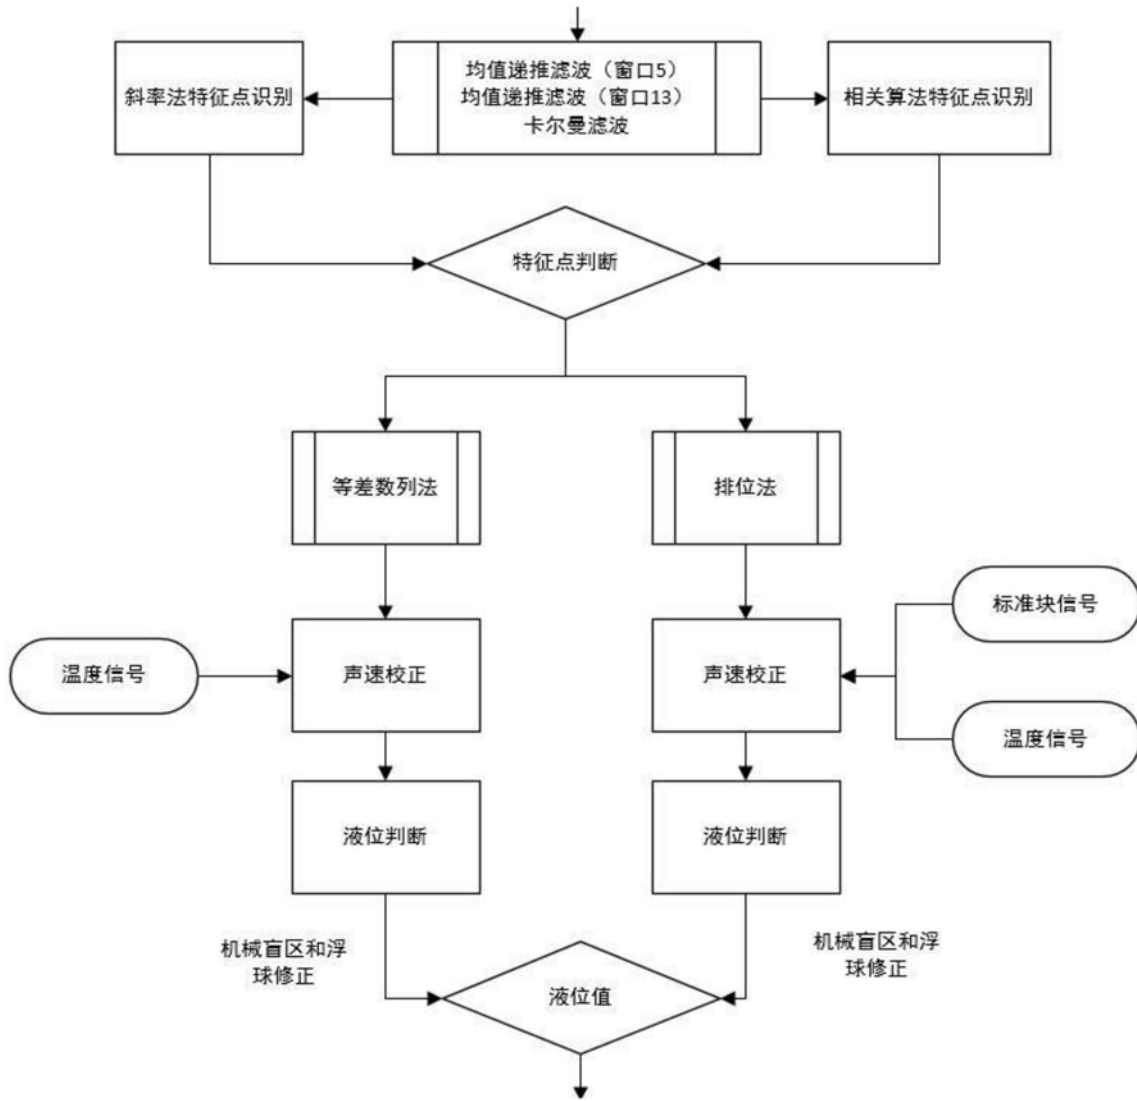 均值递推滤波（窗口5）
均值递推滤波（窗口13）
卡尔曼滤波
斜率法特征点识别
相关算法特征点识别
特征点判断
等差数列法
排位法
标准块信号
温度信号
声速校正
声速校正
温度信号
液位判断
液位判断
机械盲区和浮
球修正
机械盲区和浮
球修正
液位值